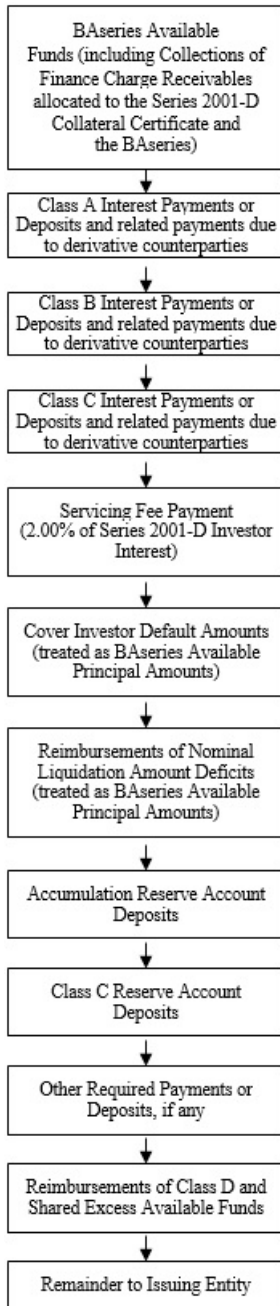 BAseries Available
Funds (including Collections of
Finance Charge Receivables
allocated to the Series 2001-D
Collateral Certificate and
the BAseries)
Class A Interest Payments or
Deposits and related payments due
to derivative counterparties
Class B Interest Payments or
Deposits and related payments due
to derivative counterparties
Class C Interest Payments or
Deposits and related payments due
to derivative counterparties
Servicing Fee Payment
(2.00% of Series 2001-D Investor
Interest)
Cover Investor Default Amounts
(treated as BAseries Available
Principal Amounts)
Reimbursements of Nominal
Liquidation Amount Deficits
(treated as BAseries Available
Principal Amounts)
Accumulation Reserve Account
Deposits
Class C Reserve Account
Deposits
Other Required Payments or
Deposits, if any
Reimbursements of Class D and
Shared Excess Available Funds
Remainder to Issuing Entity